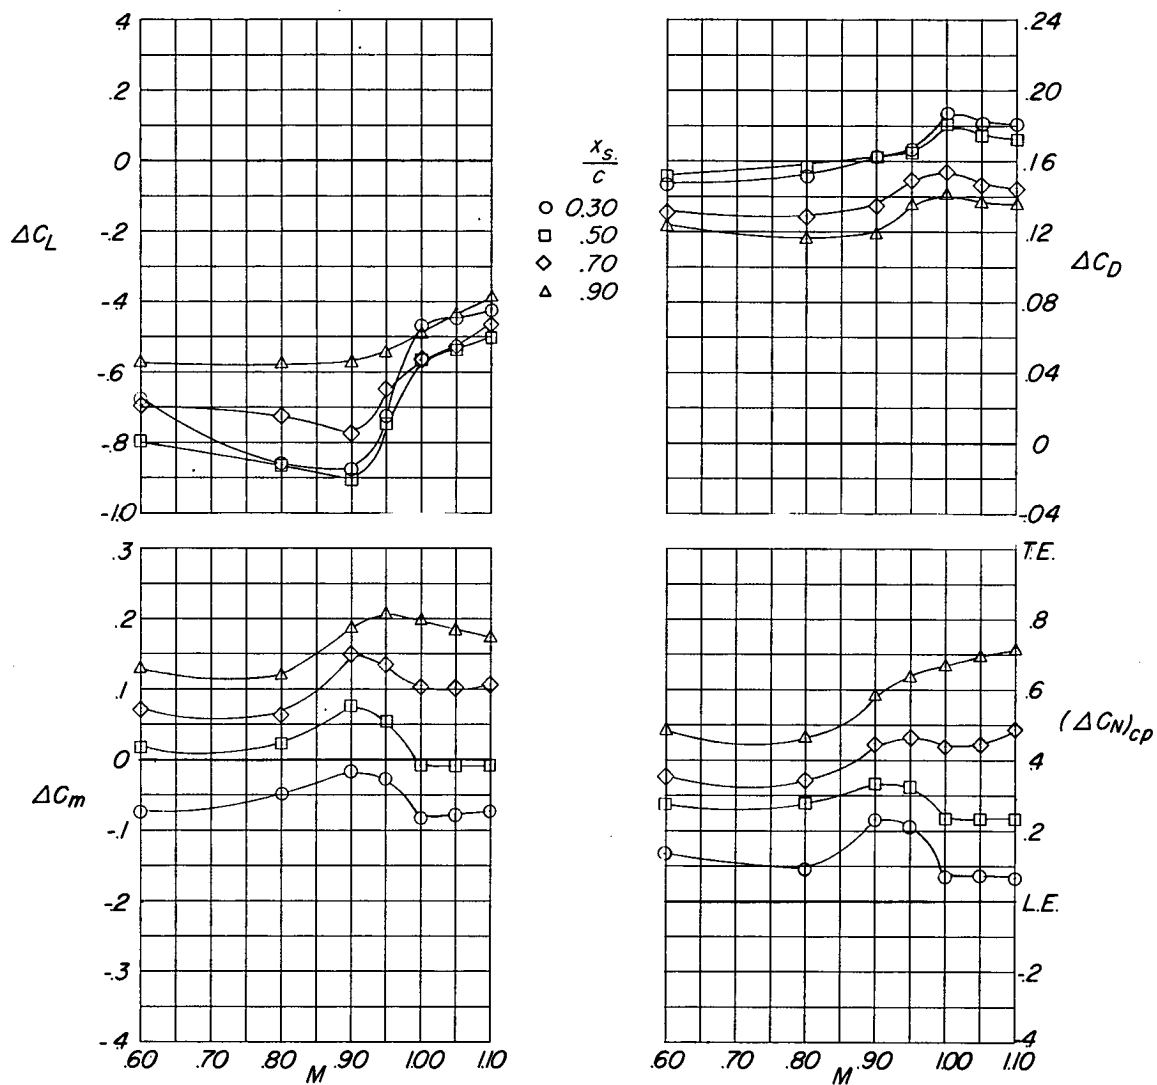 .4
.2
0
-.2
-.4
-.6
-.8
-1.0
ΔC_L
x_s.
c
0.30
.50
.70
.90
.24
.20
.16
.12
.08
.04
0
-.04
ΔC_D
.3
.2
.1
0
-.1
-.2
-.3
-.4
ΔC_m
.60 .70 .80 .90 1.00 1.10
M
T.E.
.8
.6
.4
.2
L.E.
-.2
-.4
(ΔC_N)_cp
.60 .70 .80 .90 1.00 1.10
M